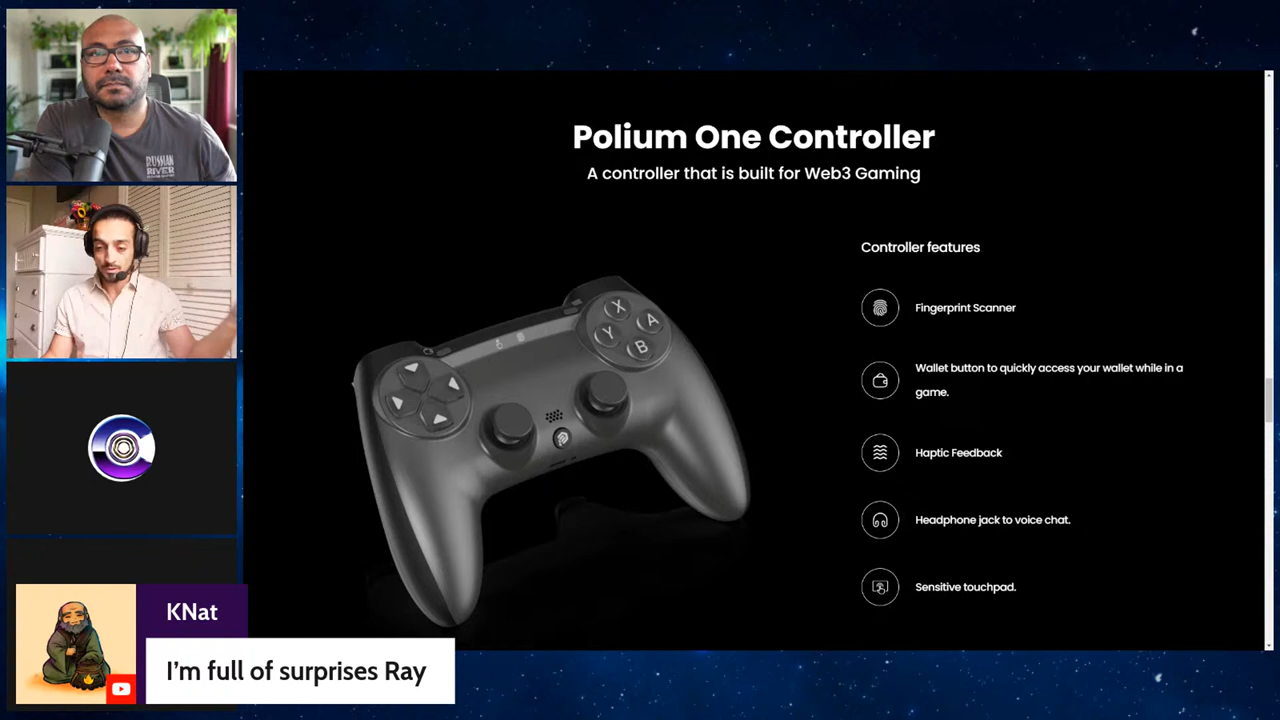 RUSSIAN
RIVER
Polium One Controller
A controller that is built for Web3 Gaming
Controller features
Fingerprint Scanner
Wallet button to quickly access your wallet while in a
game.
Haptic Feedback
Headphone jack to voice chat.
Sensitive touchpad.
X
A
Y
B
KNat
I'm full of surprises Ray